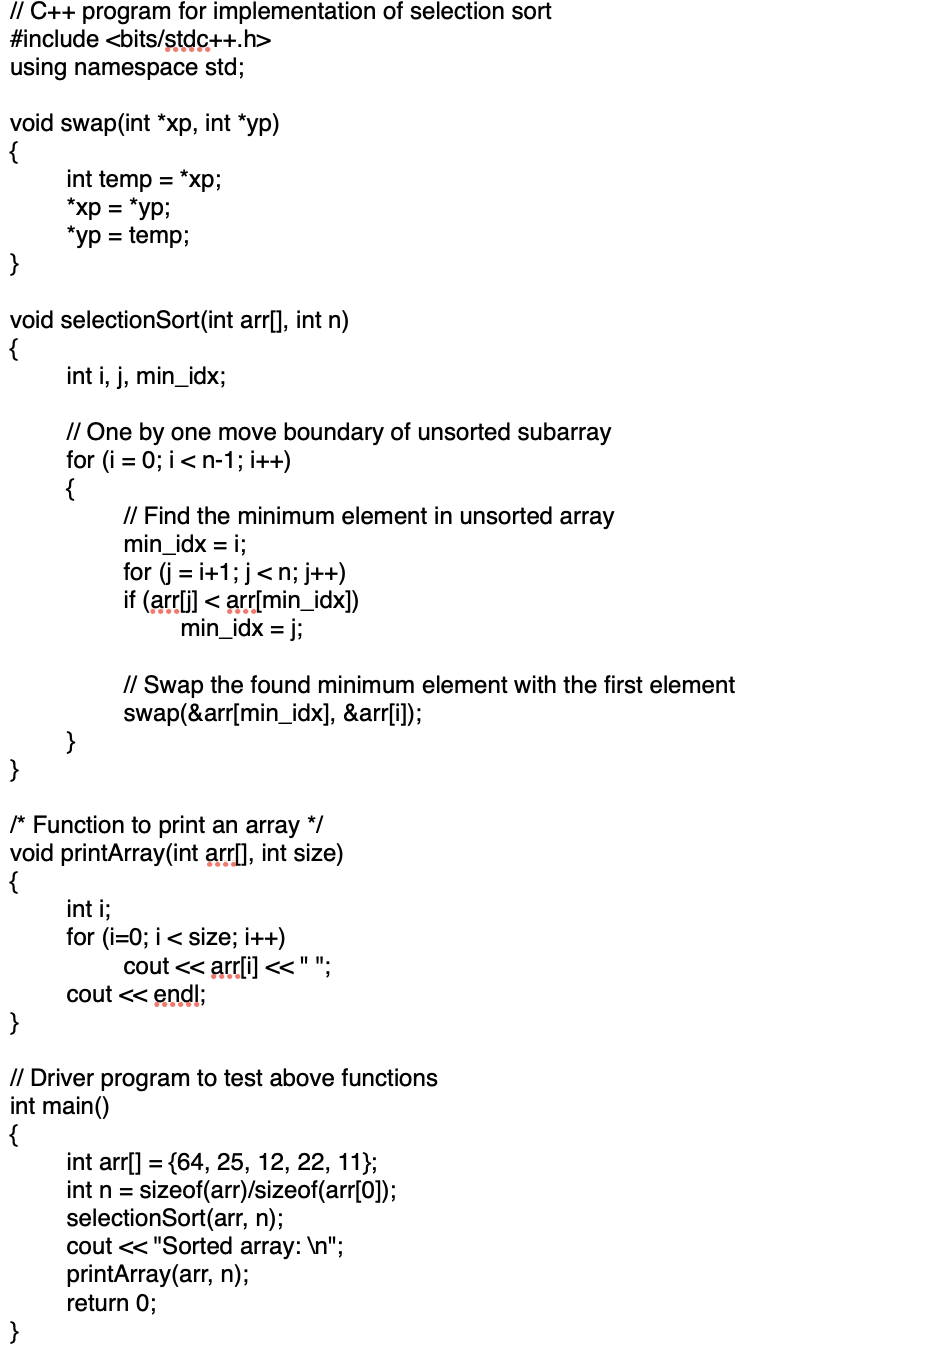 // C++ program for implementation of selection sort
#include <bits/stdc++.h>
using namespace std;

void swap(int *xp, int *yp)
{
	int temp = *xp;
	*xp = *yp;
	*yp = temp;
}

void selectionSort(int arr[], int n)
{
	int i, j, min_idx;

	// One by one move boundary of unsorted subarray
	for (i = 0; i < n-1; i++)
	{
		// Find the minimum element in unsorted array
		min_idx = i;
		for (j = i+1; j < n; j++)
		if (arr[j] < arr[min_idx])
			min_idx = j;

		// Swap the found minimum element with the first element
		swap(&arr[min_idx], &arr[i]);
	}
}

/* Function to print an array */
void printArray(int arr[], int size)
{
	int i;
	for (i=0; i < size; i++)
		cout << arr[i] << " ";
	cout << endl;
}

// Driver program to test above functions
int main()
{
	int arr[] = {64, 25, 12, 22, 11};
	int n = sizeof(arr)/sizeof(arr[0]);
	selectionSort(arr, n);
	cout << "Sorted array: \n";
	printArray(arr, n);
	return 0;
}